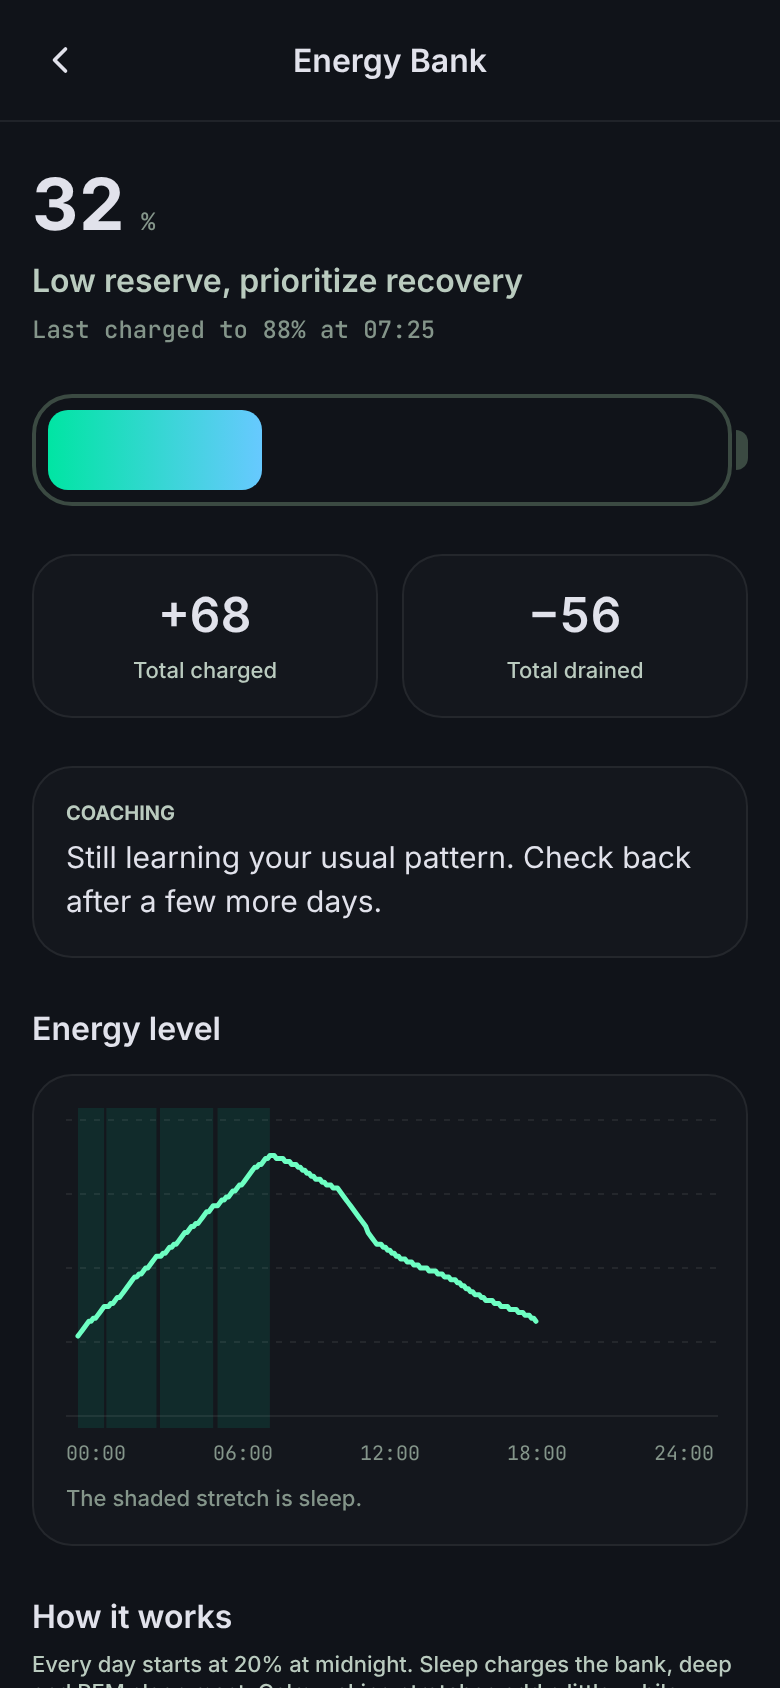 Energy Bank
32 %
Low reserve, prioritize recovery
Last charged to 88% at 07:25
+68
Total charged
−56
Total drained
COACHING
Still learning your usual pattern. Check back
after a few more days.
Energy level
00:00 06:00 12:00 18:00 24:00
The shaded stretch is sleep.
How it works
Every day starts at 20% at midnight. Sleep charges the bank, deep